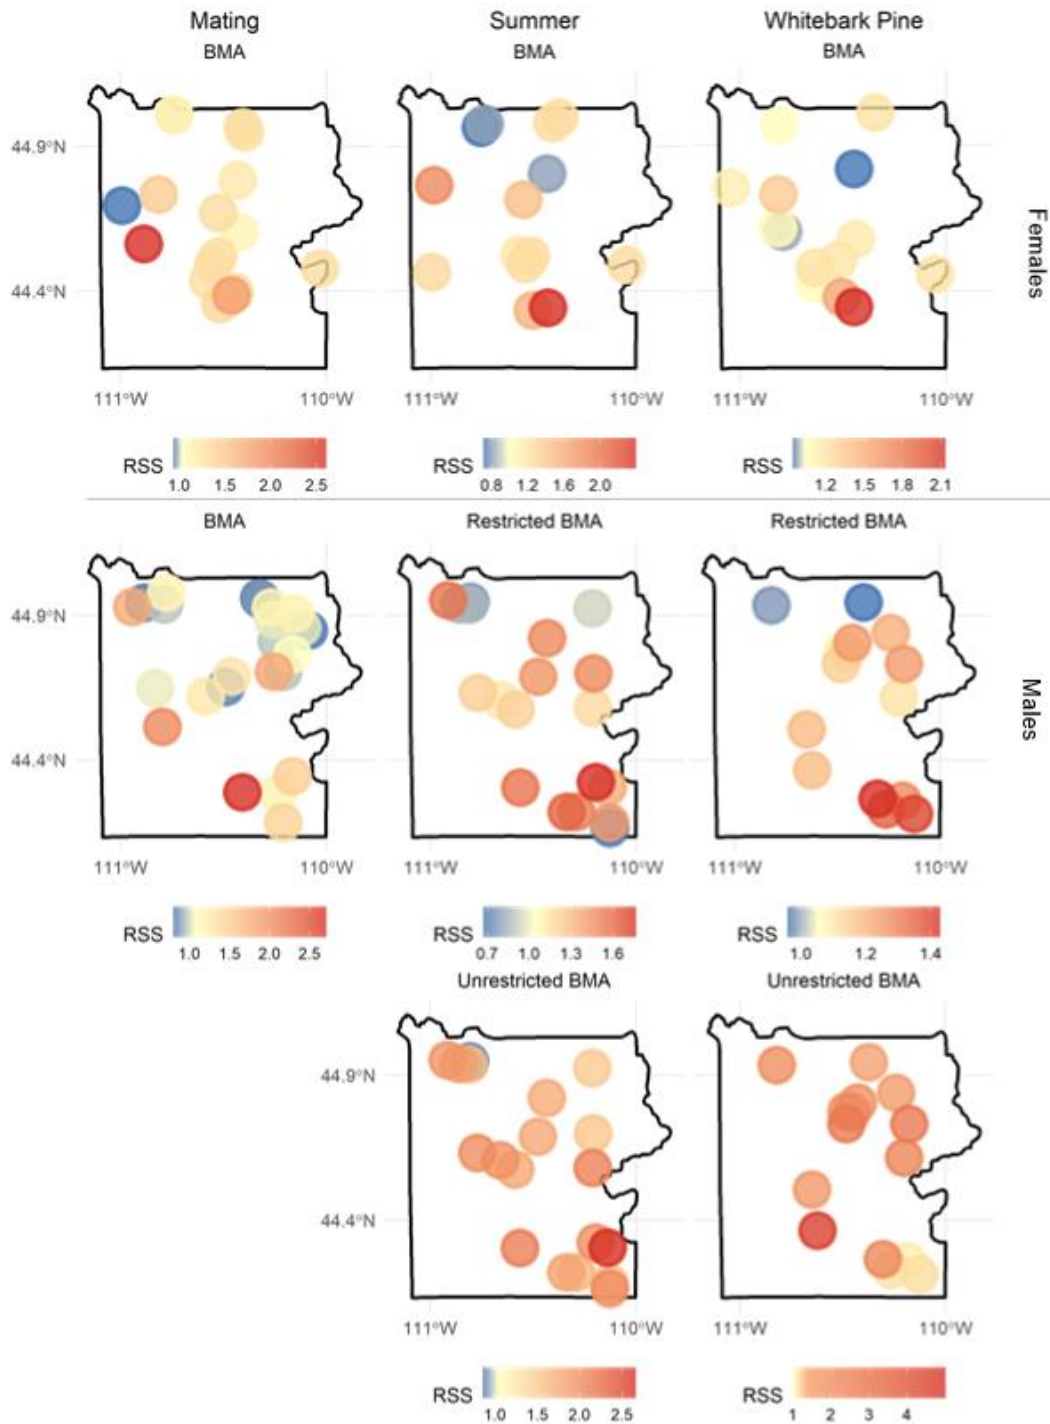 Mating Summer Whitebark Pine
BMA BMA BMA
44.9°N
44.4°N
Females
111°W 110°W 111°W 110°W 111°W 110°W
RSS RSS RSS
1.0 1.5 2.0 2.5 0.8 1.2 1.6 2.0 1.2 1.5 1.8 2.1
BMA Restricted BMA Restricted BMA
44.9°N
Males
44.4°N
111°W 110°W 111°W 110°W 111°W 110°W
RSS RSS RSS
1.0 1.5 2.0 2.5 0.7 1.0 1.3 1.6 1.0 1.2 1.4
Unrestricted BMA Unrestricted BMA
44.9°N
44.4°N
111°W 110°W 111°W 110°W
RSS RSS
1.0 1.5 2.0 2.5 1 2 3 4